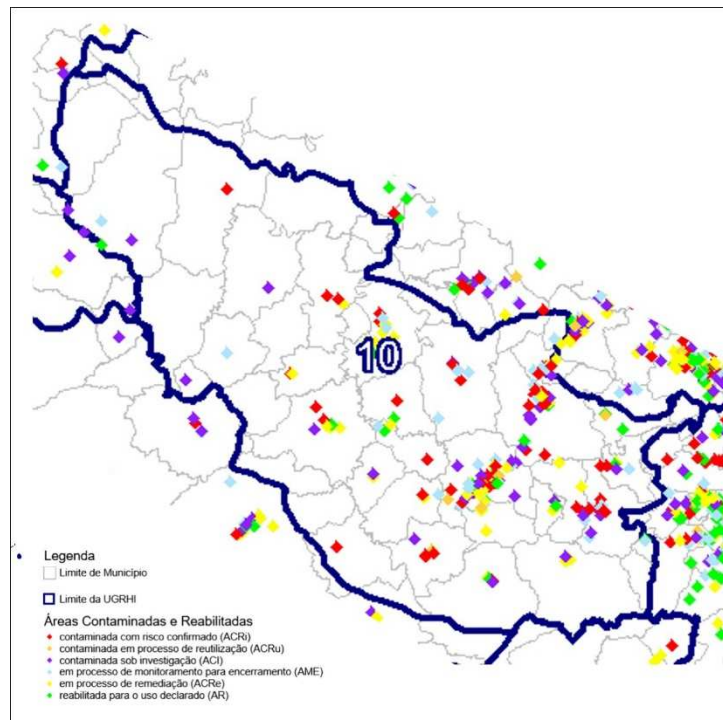 10
Legenda
Limite de Município
Limite da UGRHI
Áreas Contaminadas e Reabilitadas
contaminada com risco confirmado (ACRi)
contaminada em processo de reutilização (ACRu)
contaminada sob investigação (ACI)
em processo de monitoramento para encerramento (AME)
em processo de remediação (ACRe)
reabilitada para o uso declarado (AR)